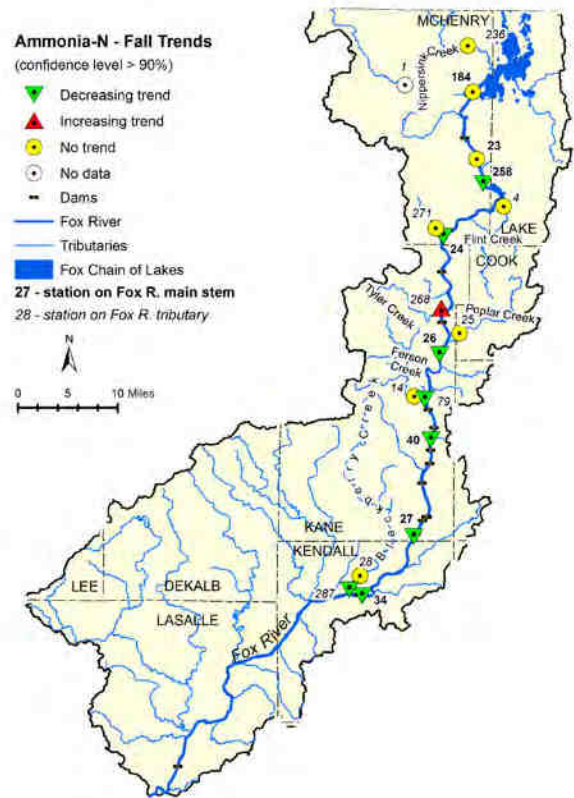 Ammonia-N - Fall Trends
(confidence level > 90%)
Decreasing trend
Increasing trend
No trend
No data
Dams
Fox River
Tributaries
Fox Chain of Lakes
27 - station on Fox R. main stem
28 - station on Fox R. tributary
N
0 5 10 Miles
MCHENRY
236
1
Nippersink Creek
184
23
258
4
271
LAKE
24
Flint Creek
COOK
268
Tyler Creek
Poplar Creek
25
26
Ferson
Creek
14
79
40
Blackberry Creek
27
KANE
KENDALL
28
287
34
LEE
DEKALB
LASALLE
Fox River